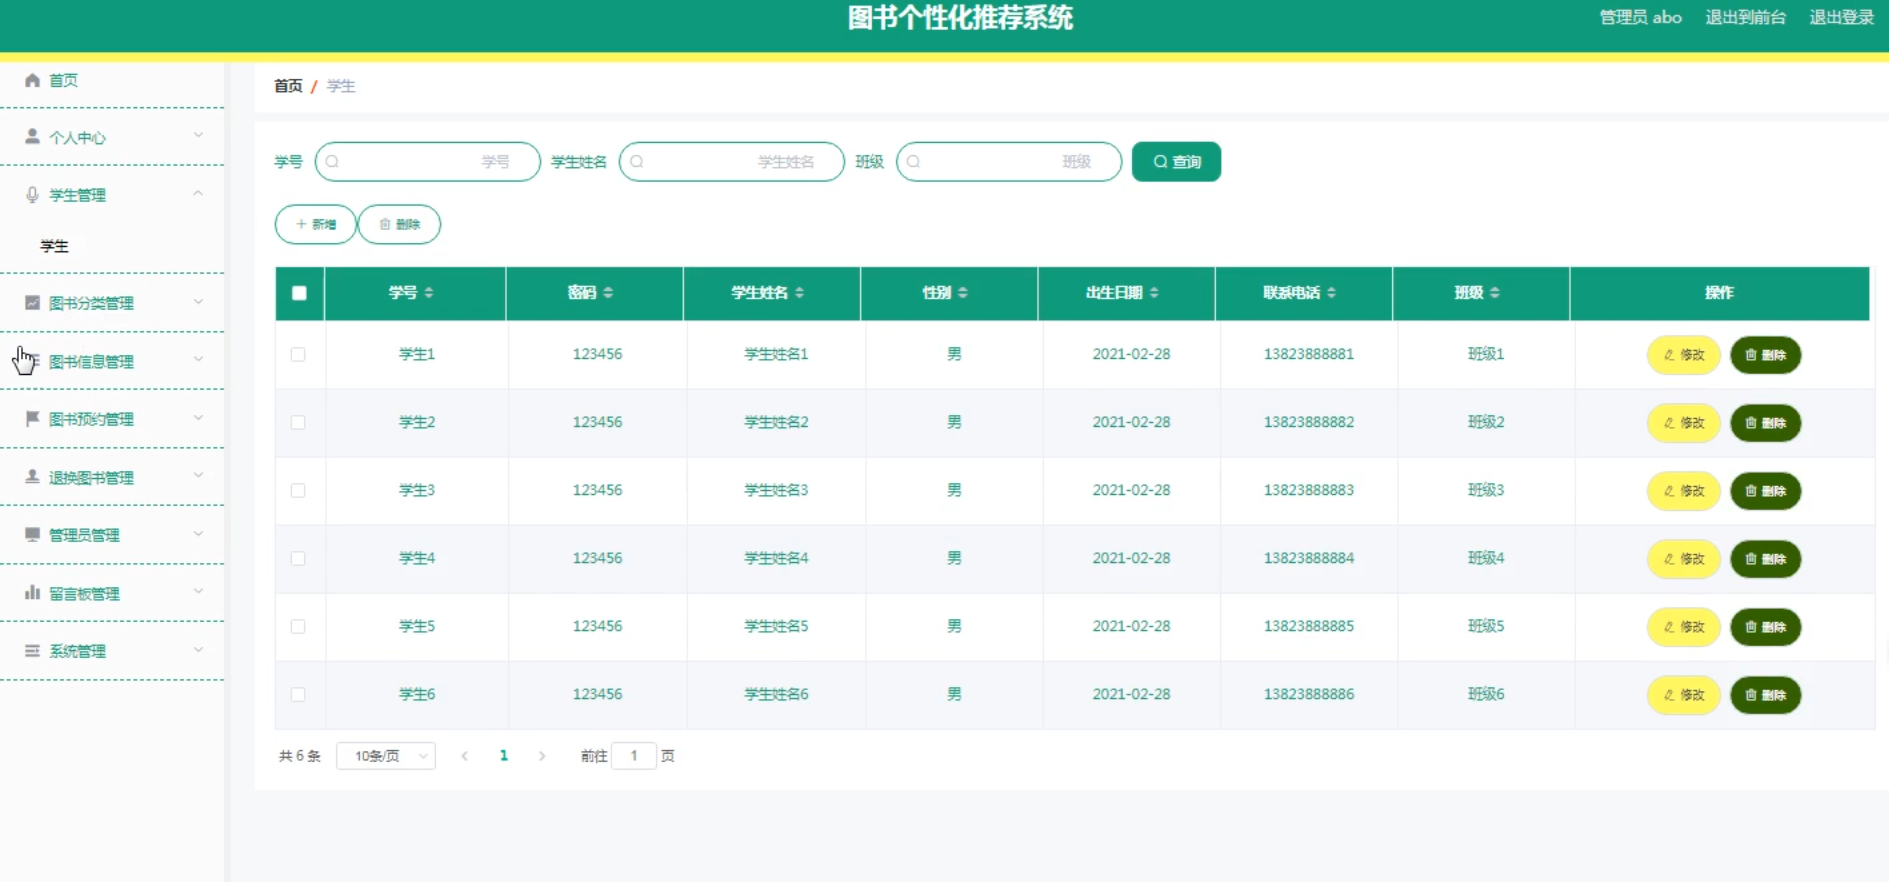 图书个性化推荐系统
管理员 abo 退出到前台 退出登录
首页
个人中心
学生管理
学生
图书分类管理
图书信息管理
图书预约管理
退换图书管理
管理员管理
留言板管理
系统管理
首页 / 学生
学号 学号 学生姓名 学生姓名 班级 班级 查询
新增 删除
学号 密码 学生姓名 性别 出生日期 联系电话 班级 操作
学生1 123456 学生姓名1 男 2021-02-28 13823888881 班级1 修改 删除
学生2 123456 学生姓名2 男 2021-02-28 13823888882 班级2 修改 删除
学生3 123456 学生姓名3 男 2021-02-28 13823888883 班级3 修改 删除
学生4 123456 学生姓名4 男 2021-02-28 13823888884 班级4 修改 删除
学生5 123456 学生姓名5 男 2021-02-28 13823888885 班级5 修改 删除
学生6 123456 学生姓名6 男 2021-02-28 13823888886 班级6 修改 删除
共 6 条 10条/页 1 前往 1 页